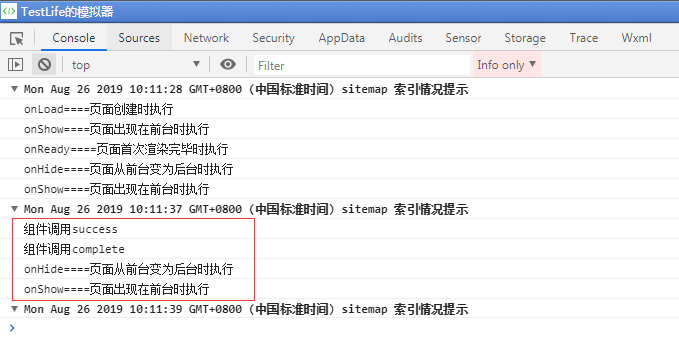 TestLife的模拟器
Console Sources Network Security AppData Audits Sensor Storage Trace Wxml
top Filter Info only
Mon Aug 26 2019 10:11:28 GMT+0800 (中国标准时间) sitemap 索引情况提示
onLoad====页面创建时执行
onShow====页面出现在前台时执行
onReady====页面首次渲染完毕时执行
onHide====页面从前台变为后台时执行
onShow====页面出现在前台时执行
Mon Aug 26 2019 10:11:37 GMT+0800 (中国标准时间) sitemap 索引情况提示
组件调用success
组件调用complete
onHide====页面从前台变为后台时执行
onShow====页面出现在前台时执行
Mon Aug 26 2019 10:11:39 GMT+0800 (中国标准时间) sitemap 索引情况提示